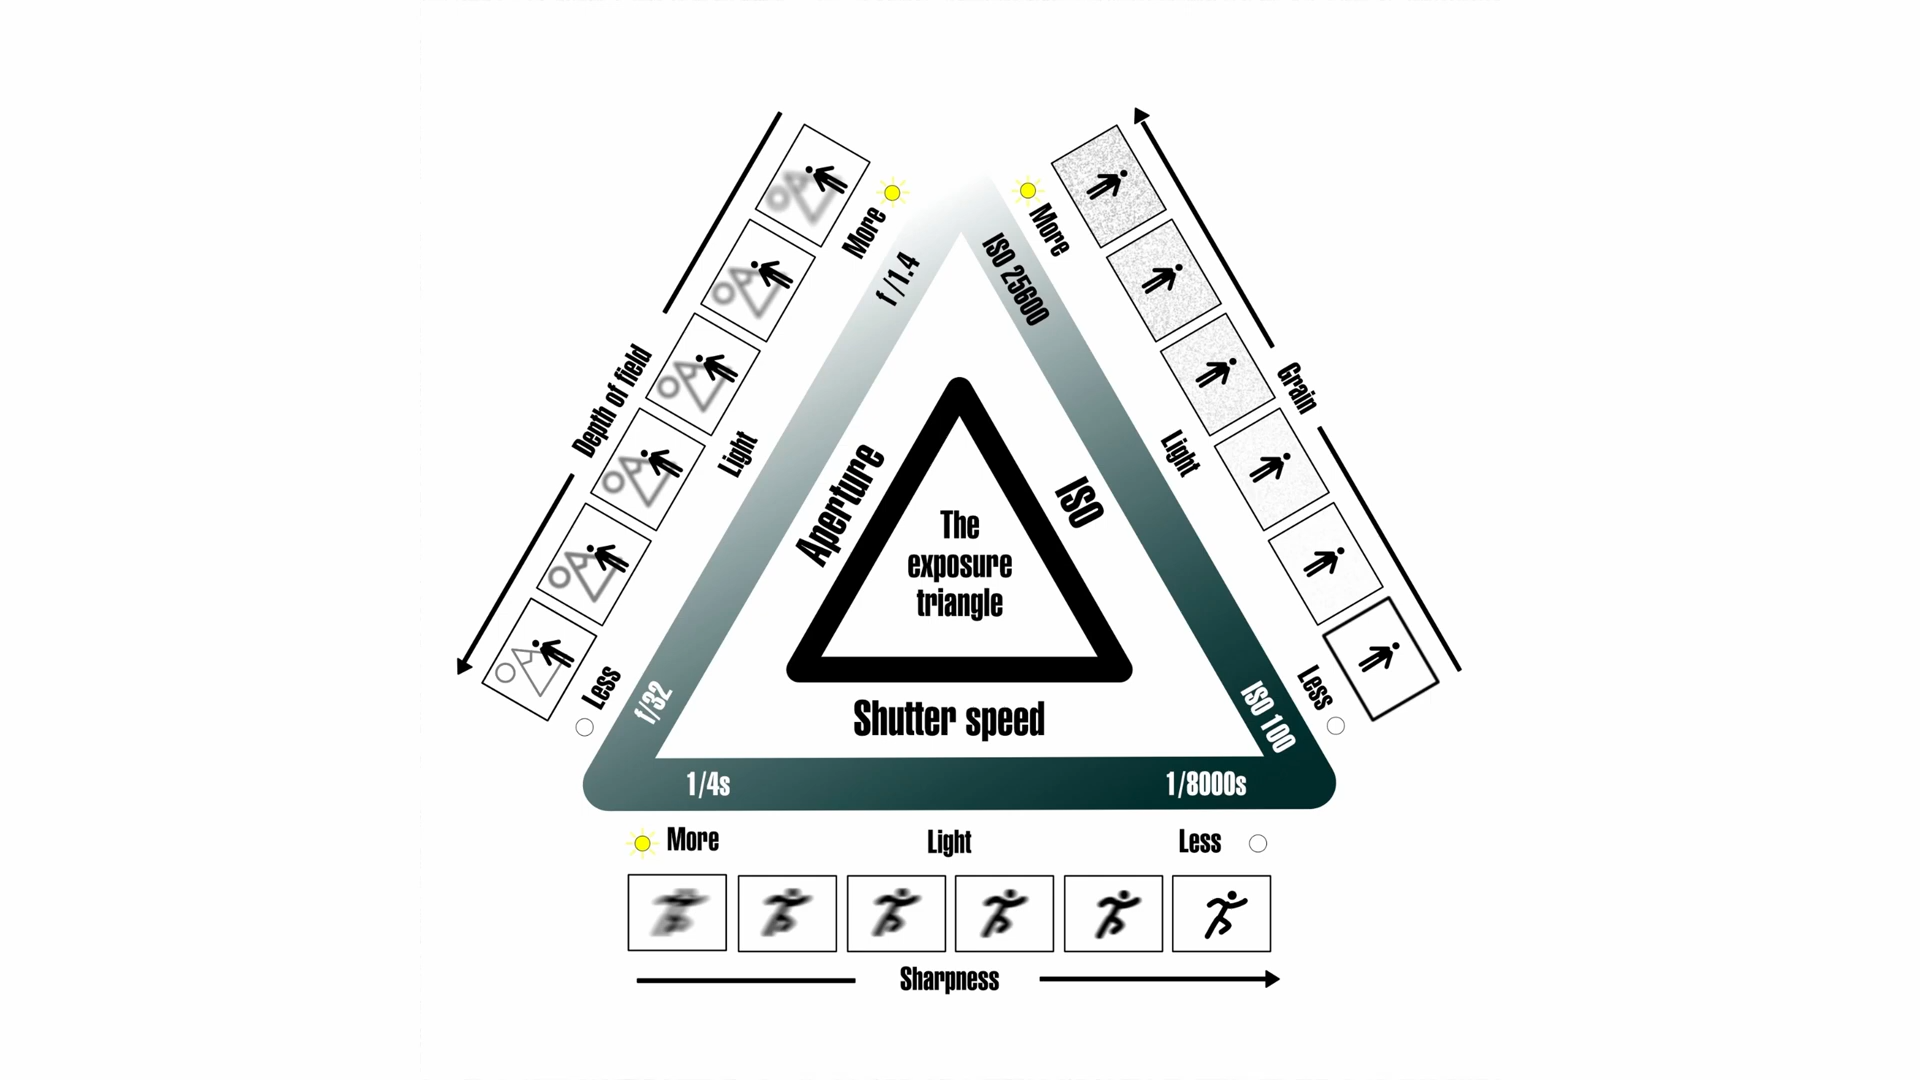 More
f/1.4
Depth of field
Light
Aperture
Less
f/32
More
ISO 25600
Grain
Light
ISO
Less
ISO 100
The
exposure
triangle
Shutter speed
1/4s
1/8000s
More
Light
Less
Sharpness